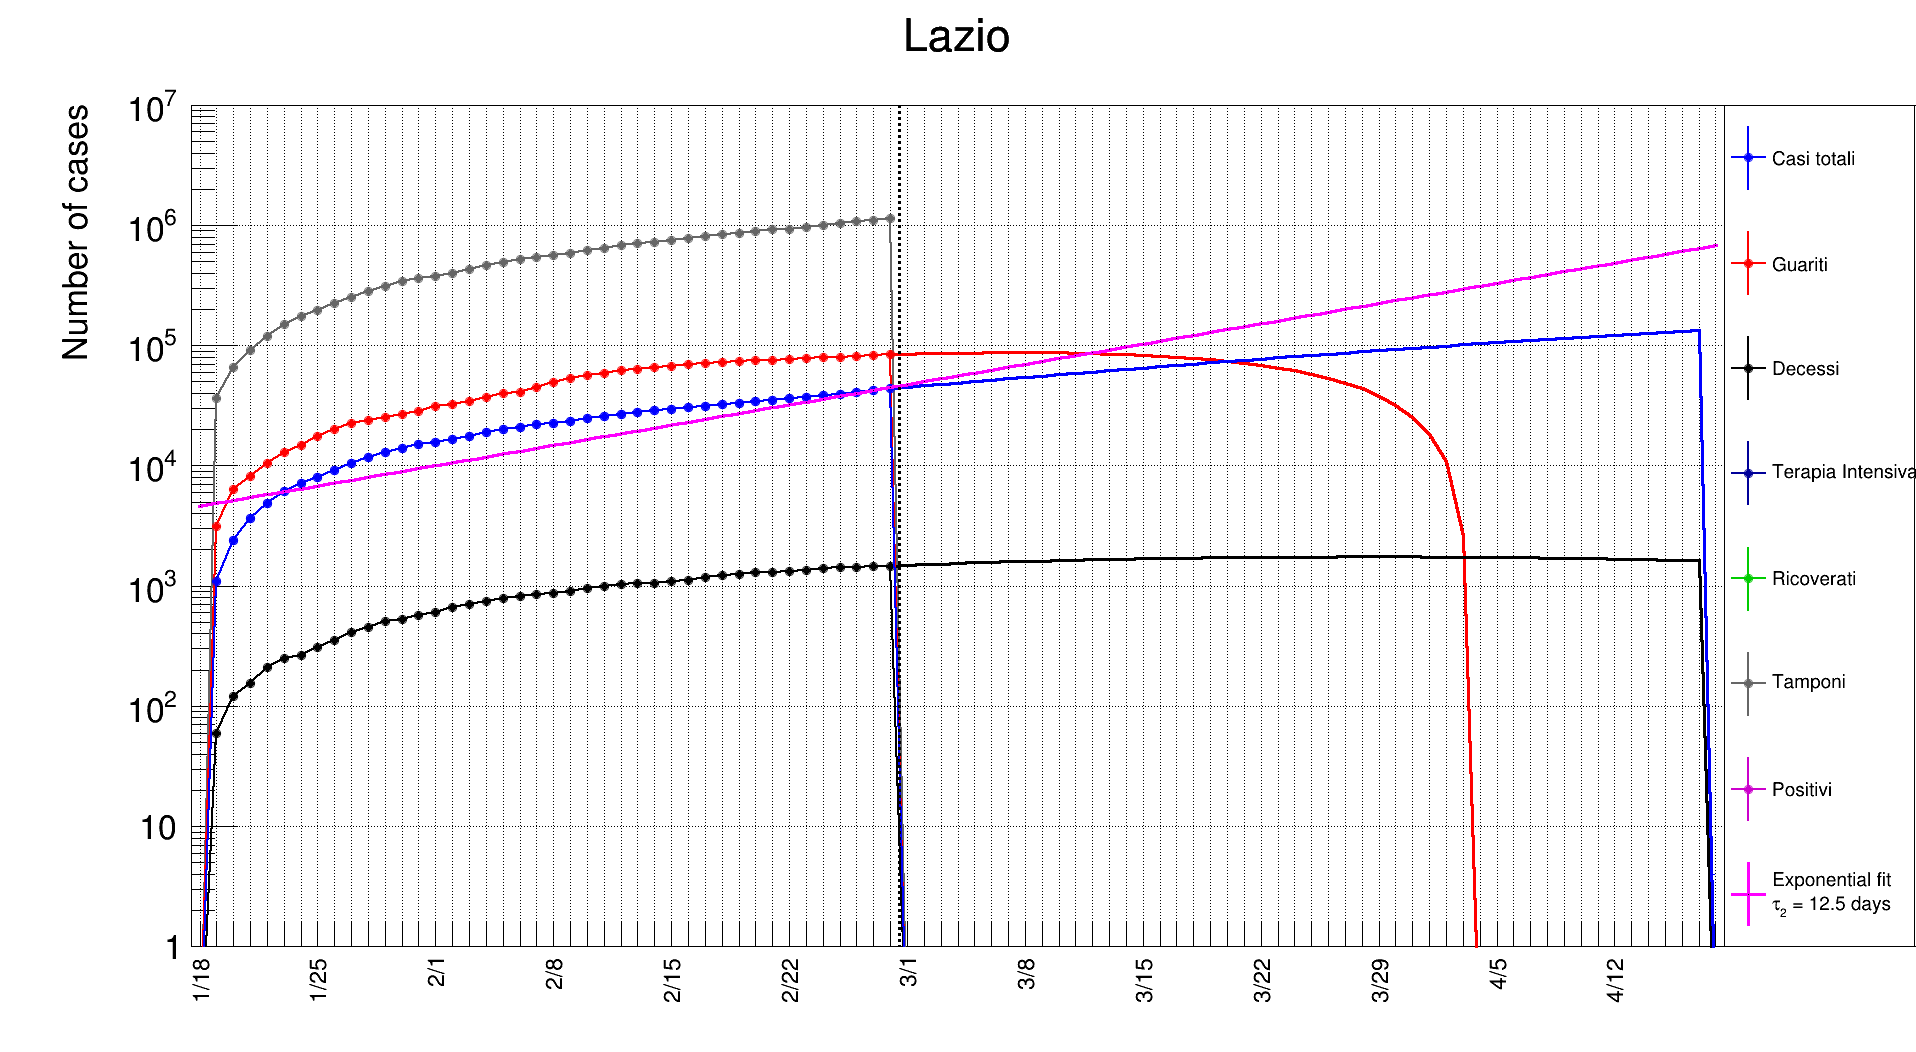 Lazio
Number of cases
10^7
10^6
10^5
10^4
10^3
10^2
10
1
1/18
1/25
2/1
2/8
2/15
2/22
3/1
3/8
3/15
3/22
3/29
4/5
4/12
Casi totali
Guariti
Decessi
Terapia Intensiva
Ricoverati
Tamponi
Positivi
Exponential fit
τ₂ = 12.5 days